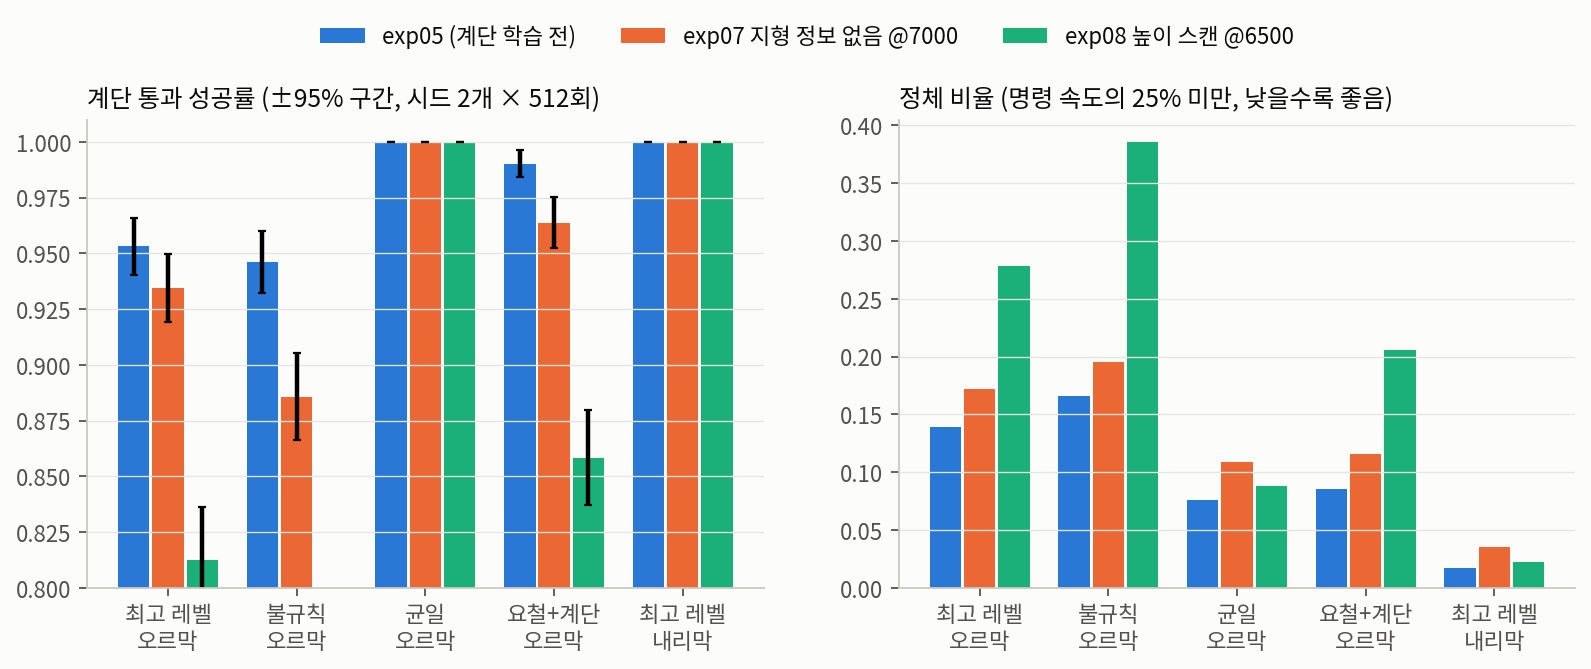 exp05 (계단 학습 전)
exp07 지형 정보 없음 @7000
exp08 높이 스캔 @6500
계단 통과 성공률 (±95% 구간, 시드 2개 × 512회)
1.000
0.975
0.950
0.925
0.900
0.875
0.850
0.825
0.800
최고 레벨
오르막
불규칙
오르막
균일
오르막
요철+계단
오르막
최고 레벨
내리막
정체 비율 (명령 속도의 25% 미만, 낮을수록 좋음)
0.40
0.35
0.30
0.25
0.20
0.15
0.10
0.05
0.00
최고 레벨
오르막
불규칙
오르막
균일
오르막
요철+계단
오르막
최고 레벨
내리막